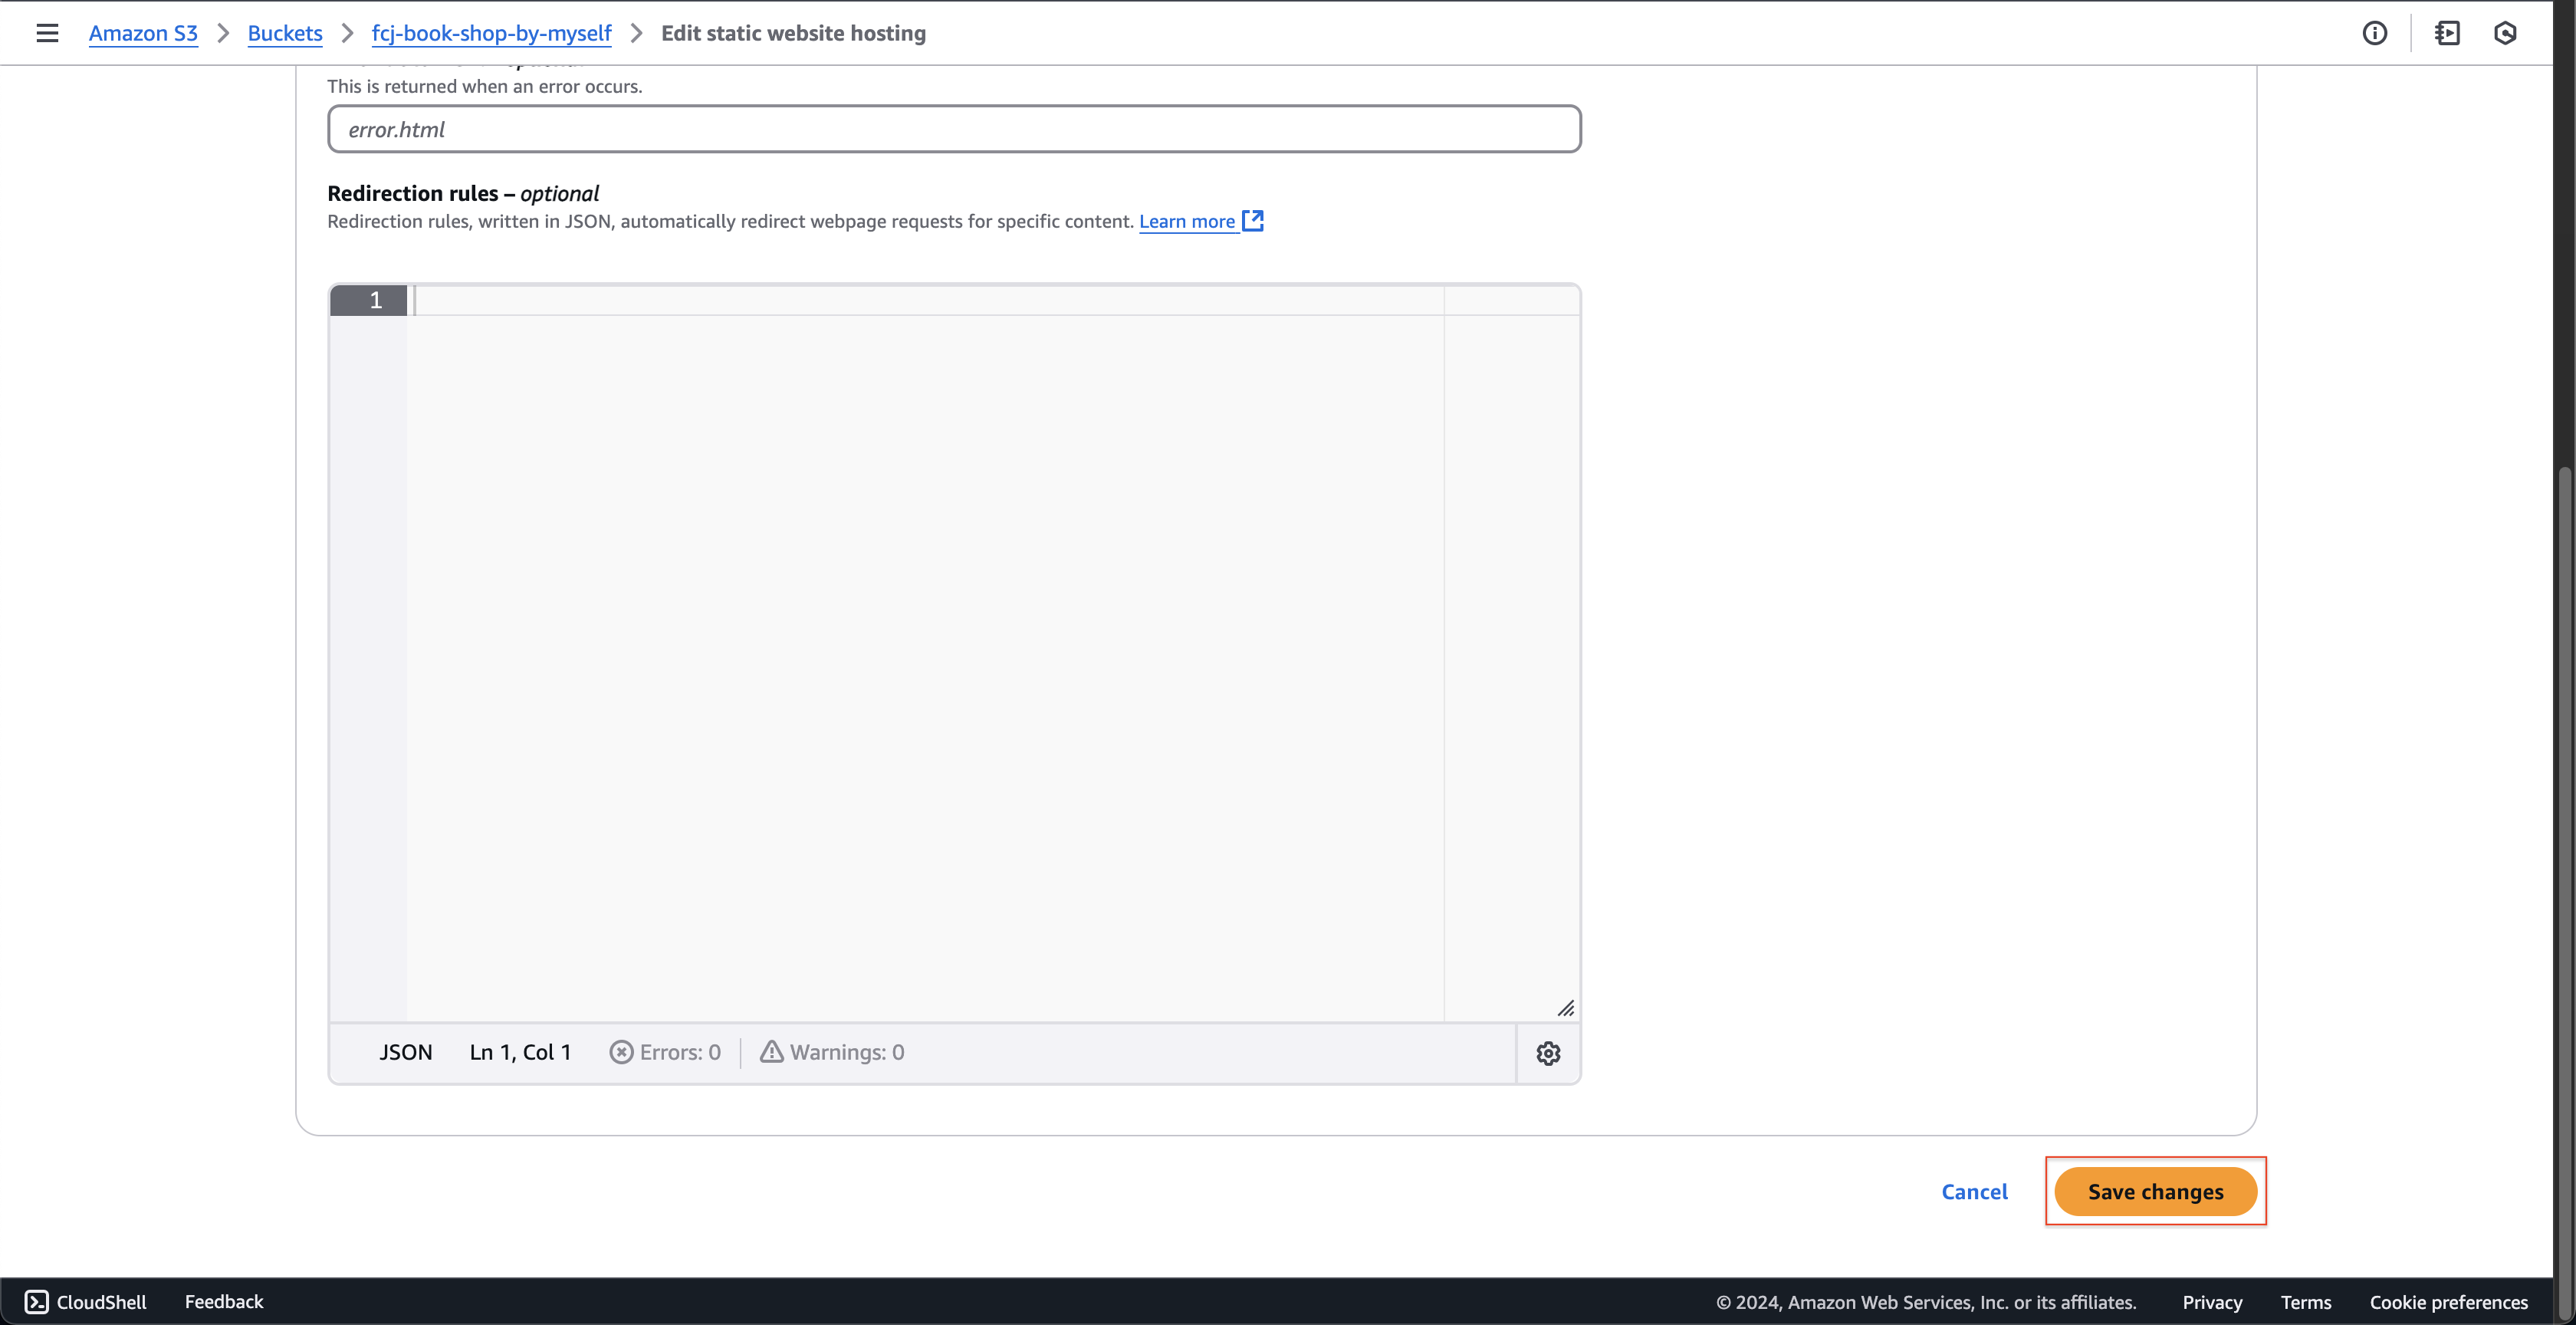 Amazon S3 > Buckets > fcj-book-shop-by-myself > Edit static website hosting
This is returned when an error occurs.
error.html
Redirection rules – optional
Redirection rules, written in JSON, automatically redirect webpage requests for specific content. Learn more
1
JSON Ln 1, Col 1 Errors: 0 Warnings: 0
Cancel Save changes
CloudShell Feedback © 2024, Amazon Web Services, Inc. or its affiliates. Privacy Terms Cookie preferences